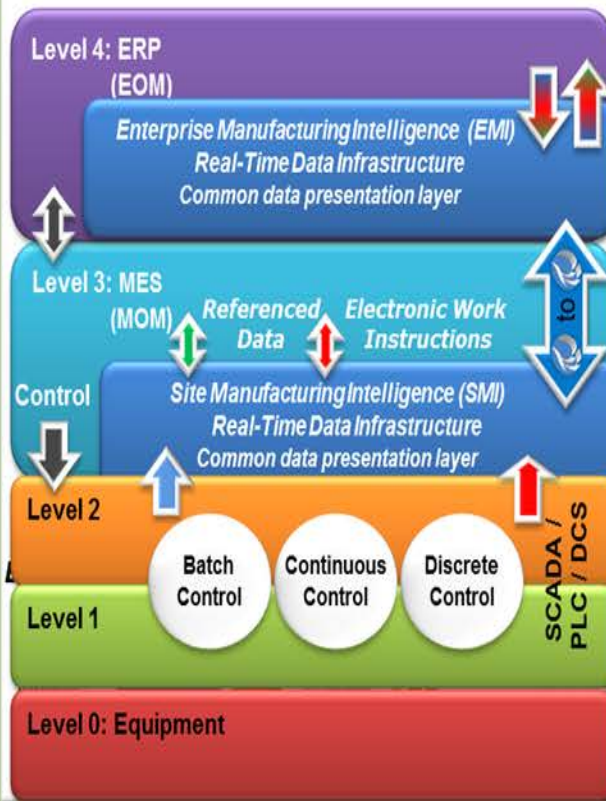 Level 4: ERP
(EOM)
Enterprise Manufacturing Intelligence (EMI)
Real-Time Data Infrastructure
Common data presentation layer
Level 3: MES
(MOM)
Referenced
Data
Electronic Work
Instructions
to
Control
Site Manufacturing Intelligence (SMI)
Real-Time Data Infrastructure
Common data presentation layer
Level 2
Batch
Control
Continuous
Control
Discrete
Control
SCADA /
PLC / DCS
Level 1
Level 0: Equipment